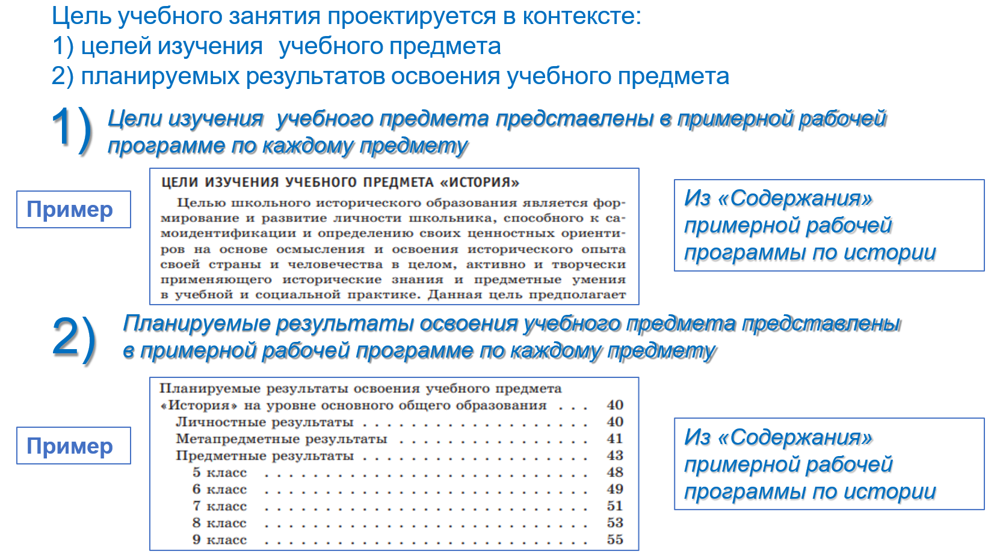 Цель учебного занятия проектируется в контексте:
1) целей изучения учебного предмета
2) планируемых результатов освоения учебного предмета
1)
Цели изучения учебного предмета представлены в примерной рабочей
программе по каждому предмету
Пример
ЦЕЛИ ИЗУЧЕНИЯ УЧЕБНОГО ПРЕДМЕТА «ИСТОРИЯ»
Целью школьного исторического образования является фор-
мирование и развитие личности школьника, способного к са-
моидентификации и определению своих ценностных ориенти-
ров на основе осмысления и освоения исторического опыта
своей страны и человечества в целом, активно и творчески
применяющего исторические знания и предметные умения
в учебной и социальной практике. Данная цель предполагает
Из «Содержания»
примерной рабочей
программы по истории
2)
Планируемые результаты освоения учебного предмета представлены
в примерной рабочей программе по каждому предмету
Пример
Планируемые результаты освоения учебного предмета
«История» на уровне основного общего образования . . . 40
Личностные результаты . . . . . . . . . . . . . . . . . . . 40
Метапредметные результаты . . . . . . . . . . . . . . . . 41
Предметные результаты . . . . . . . . . . . . . . . . . . . 43
5 класс . . . . . . . . . . . . . . . . . . . . . . . . . . . 48
6 класс . . . . . . . . . . . . . . . . . . . . . . . . . . . 49
7 класс . . . . . . . . . . . . . . . . . . . . . . . . . . . 51
8 класс . . . . . . . . . . . . . . . . . . . . . . . . . . . 53
9 класс . . . . . . . . . . . . . . . . . . . . . . . . . . . 55
Из «Содержания»
примерной рабочей
программы по истории